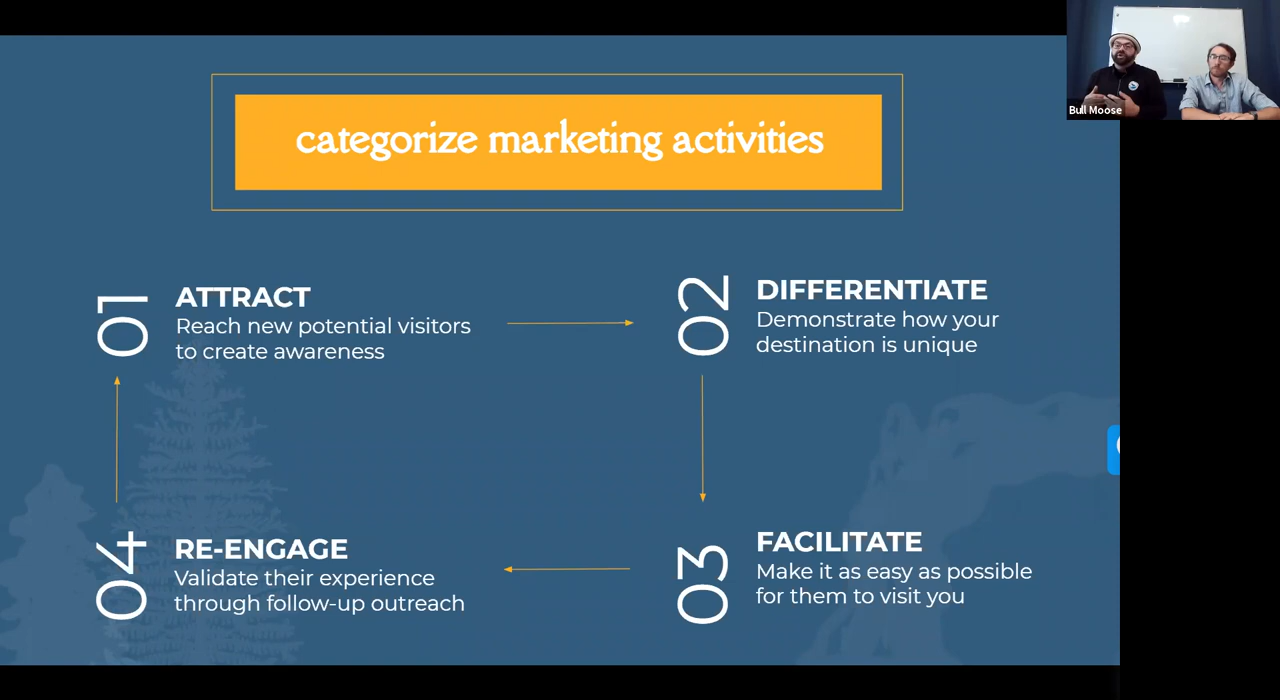 categorize marketing activities
Bull Moose
01
ATTRACT
Reach new potential visitors
to create awareness
02
DIFFERENTIATE
Demonstrate how your
destination is unique
04
RE-ENGAGE
Validate their experience
through follow-up outreach
03
FACILITATE
Make it as easy as possible
for them to visit you